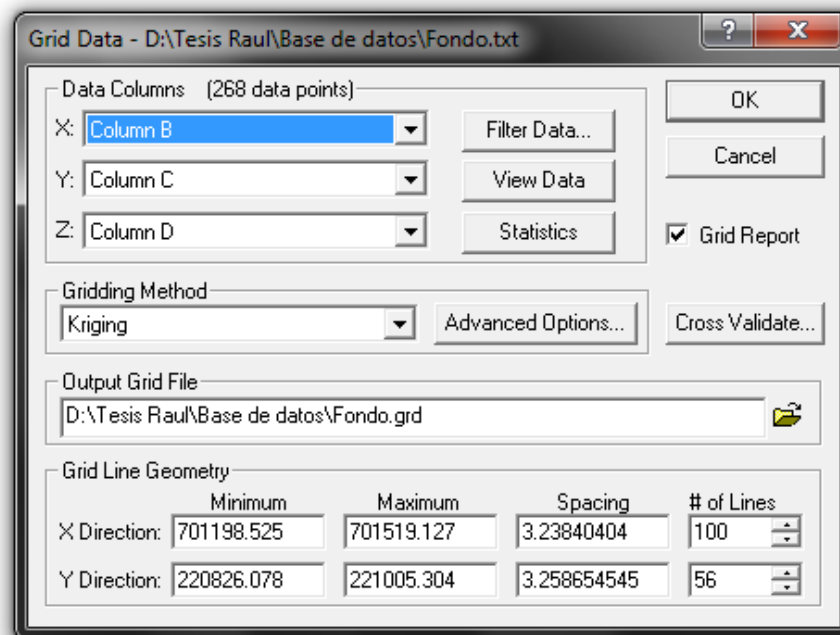 Grid Data - D:\Tesis Raul\Base de datos\Fondo.txt
Data Columns (268 data points)
X: Column B
Filter Data...
Y: Column C
View Data
Z: Column D
Statistics
OK
Cancel
Grid Report
Gridding Method
Kriging
Advanced Options...
Cross Validate...
Output Grid File
D:\Tesis Raul\Base de datos\Fondo.grd
Grid Line Geometry
Minimum Maximum Spacing # of Lines
X Direction: 701198.525 701519.127 3.23840404 100
Y Direction: 220826.078 221005.304 3.258654545 56